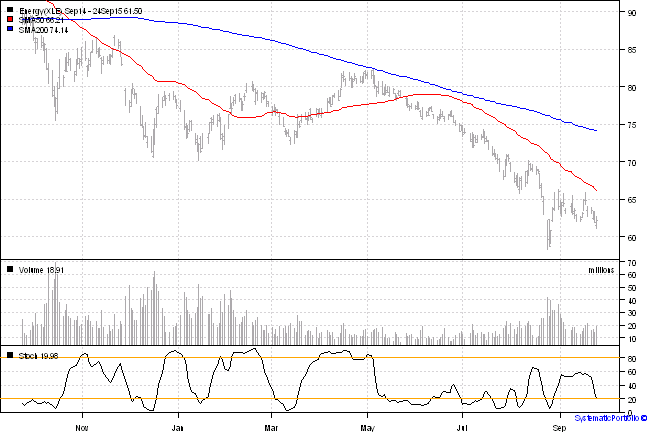 Energy(XLE) Sep14 - 24Sep15 61.50
SMA50 66.21
SMA200 74.14
90
85
80
75
70
65
60
Volume 18.91
millions
70
60
50
40
30
20
10
Stoch 19.98
80
60
40
20
0
Nov
Jan
Mar
May
Jul
Sep
SystematicPortfolio ©